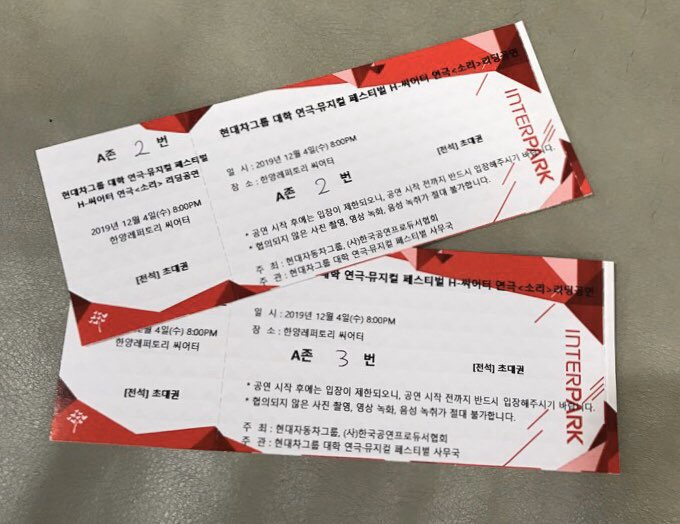 A존 2 번
현대차그룹 대학 연극·뮤지컬 페스티벌
H-씨어터 연극<소리> 리딩공연
2019년 12월 4일(수) 8:00PM
한양레퍼토리 씨어터
[전석] 초대권
현대차그룹 대학 연극·뮤지컬 페스티벌 H-씨어터 연극 <소리> 리딩공연
일 시 : 2019년 12월 4일(수) 8:00PM
장 소 : 한양레퍼토리 씨어터
A존 2 번
[전석] 초대권
* 공연 시작 후에는 입장이 제한되오니, 공연 시작 전까지 반드시 입장해주시기 바랍니다.
* 협의되지 않은 사진 촬영, 영상 녹화, 음성 녹취가 절대 불가합니다.
주 최 : 현대자동차그룹, (사)한국공연프로듀서협회
주 관 : 현대차그룹 대학 연극·뮤지컬 페스티벌 사무국
INTERPARK
4일(수) 8:00PM
한양레퍼토리 씨어터
[전석] 초대권
대학 연극·뮤지컬 페스티벌 H-씨어터 연극 <소리> 리딩공연
일 시 : 2019년 12월 4일(수) 8:00PM
장 소 : 한양레퍼토리 씨어터
A존 3 번
[전석] 초대권
* 공연 시작 후에는 입장이 제한되오니, 공연 시작 전까지 반드시 입장해주시기 바랍니다.
* 협의되지 않은 사진 촬영, 영상 녹화, 음성 녹취가 절대 불가합니다.
주 최 : 현대자동차그룹, (사)한국공연프로듀서협회
주 관 : 현대차그룹 대학 연극·뮤지컬 페스티벌 사무국
INTERPARK